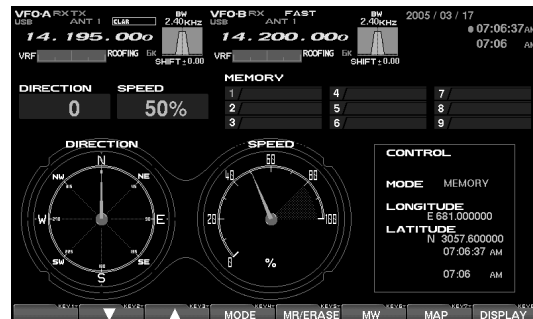 VFO-A RX TX
USB ANT 1 CLAR
BW
2.40KHz
14.195.00o
VRF ROOFING 6K
SHIFT ± 0.00
VFO-B RX FAST
USB ANT 1
BW
2.40KHz
14.200.00o
VRF ROOFING 6K
SHIFT ± 0.00
2005 / 03 / 17
07:06:37AM
07:06 AM
DIRECTION SPEED
0 50%
MEMORY
1 4 7
2 5 8
3 6 9
DIRECTION
N
NW NE
W E
SW SE
S
SPEED
0 20 40 60 80 100
%
CONTROL
MODE MEMORY
LONGITUDE
E 681.000000
LATITUDE
N 3057.600000
07:06:37 AM
07:06 AM
MODE MR/ERASE MW MAP DISPLAY